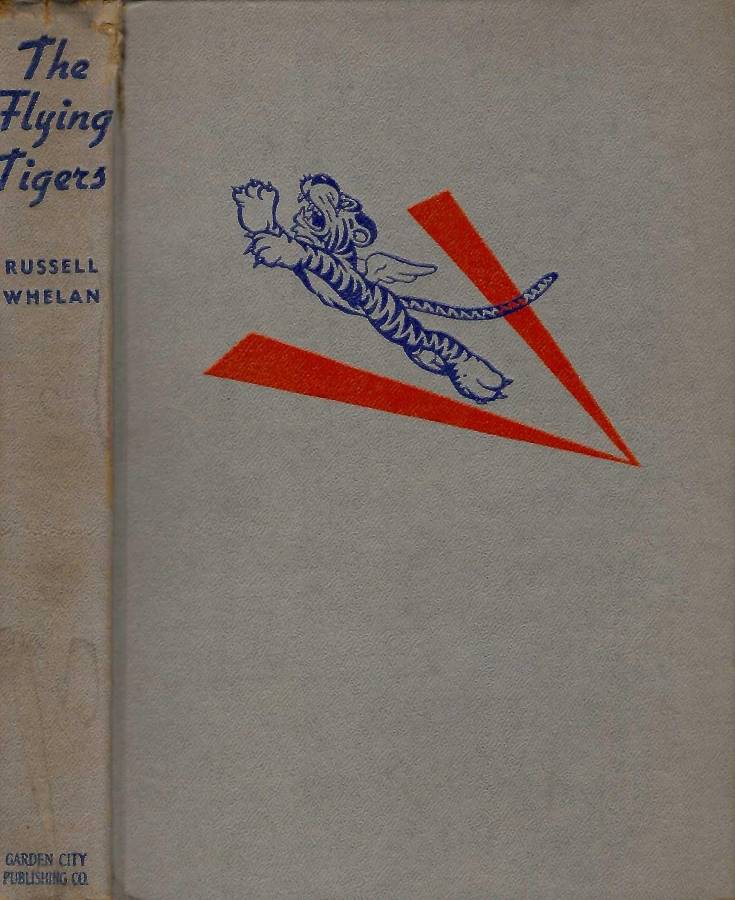 The
Flying
Tigers
RUSSELL
WHELAN
GARDEN CITY
PUBLISHING CO.